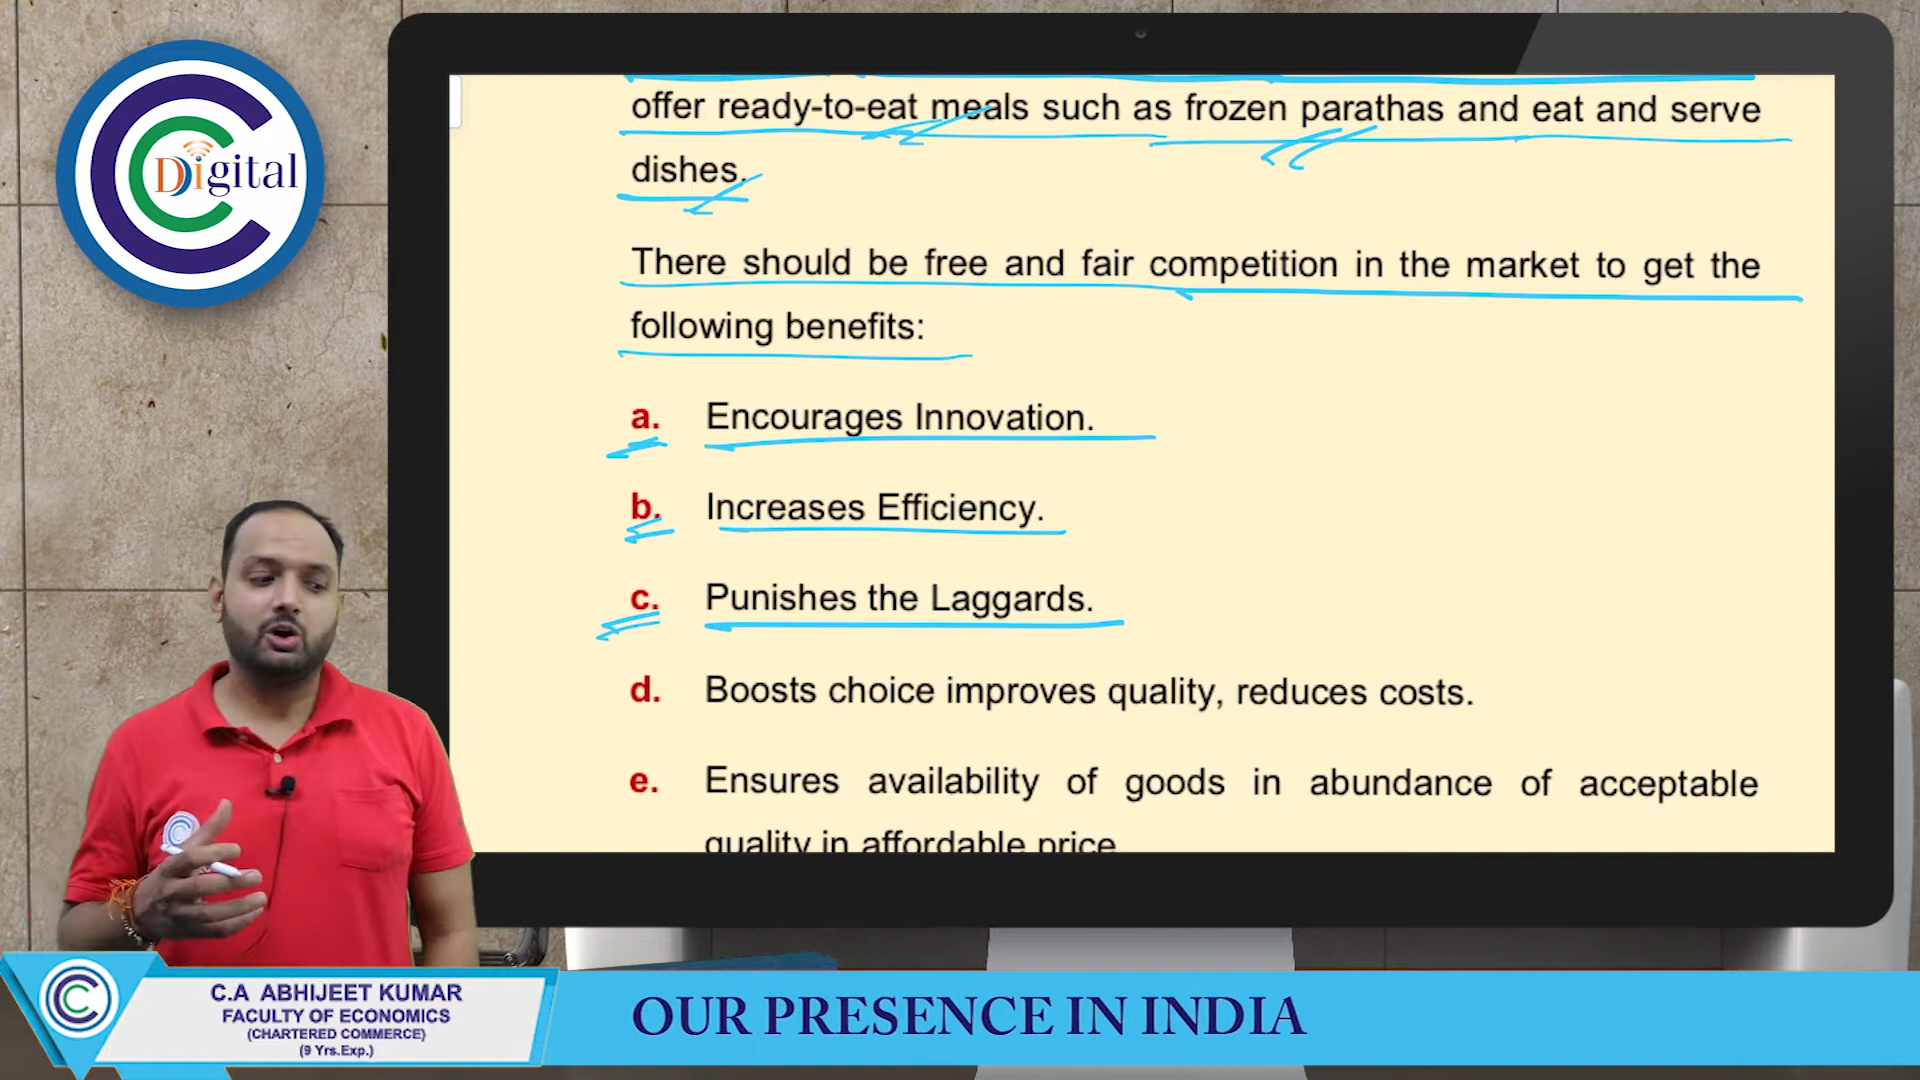 Digital
offer ready-to-eat meals such as frozen parathas and eat and serve
dishes.
There should be free and fair competition in the market to get the
following benefits:
a. Encourages Innovation.
b. Increases Efficiency.
c. Punishes the Laggards.
d. Boosts choice improves quality, reduces costs.
e. Ensures availability of goods in abundance of acceptable
quality in affordable price
C.A ABHIJEET KUMAR
FACULTY OF ECONOMICS
(CHARTERED COMMERCE)
(9 Yrs.Exp.)
OUR PRESENCE IN INDIA